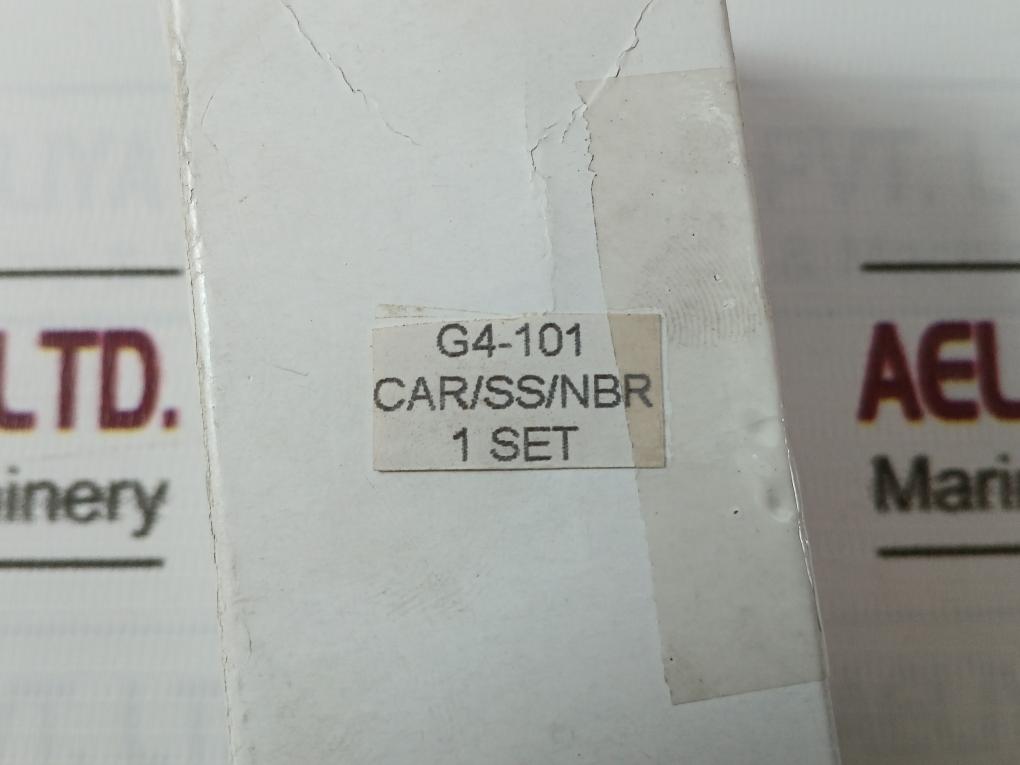 G4-101
CAR/SS/NBR
1 SET
LTD.
inery
AEL
Mari